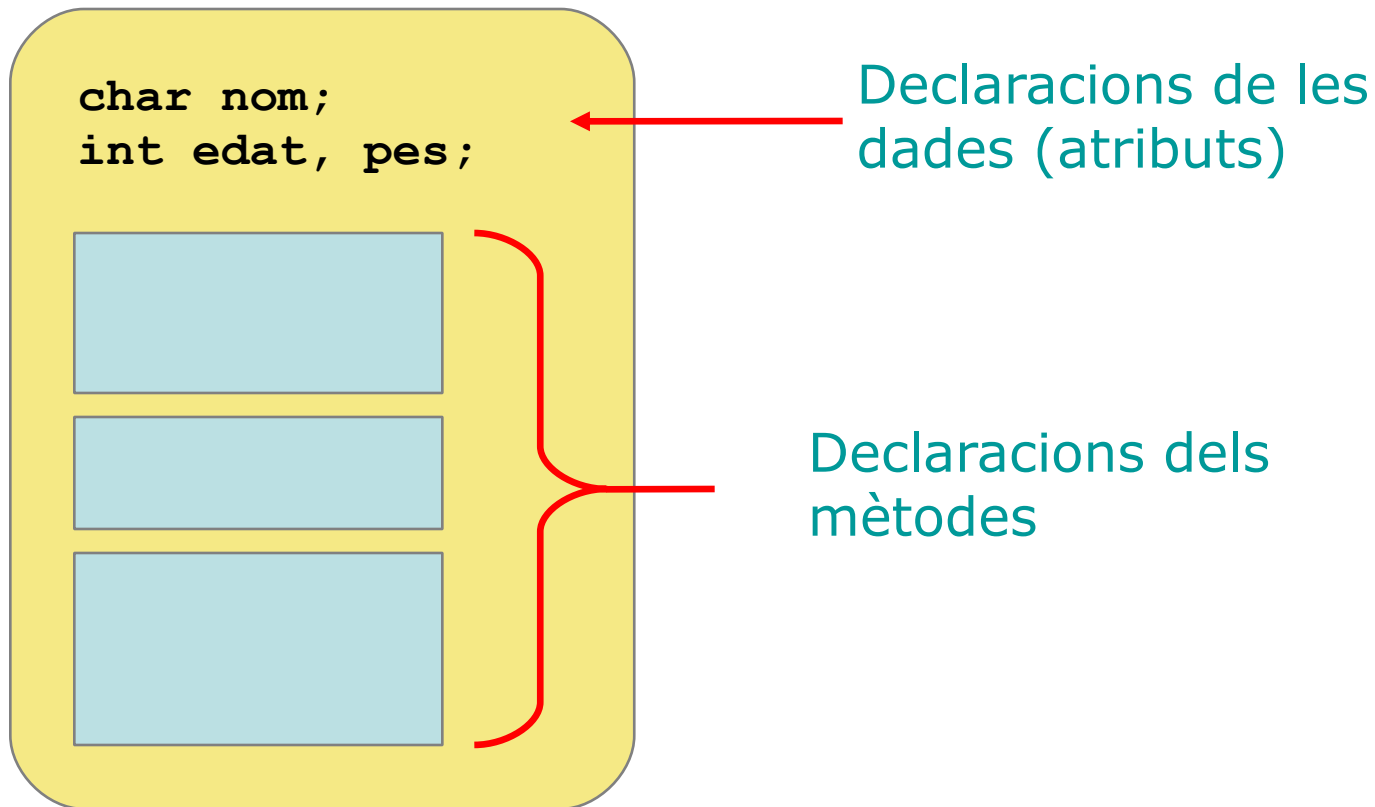 char nom;
int edat, pes;
Declaracions de les
dades (atributs)
Declaracions dels
mètodes